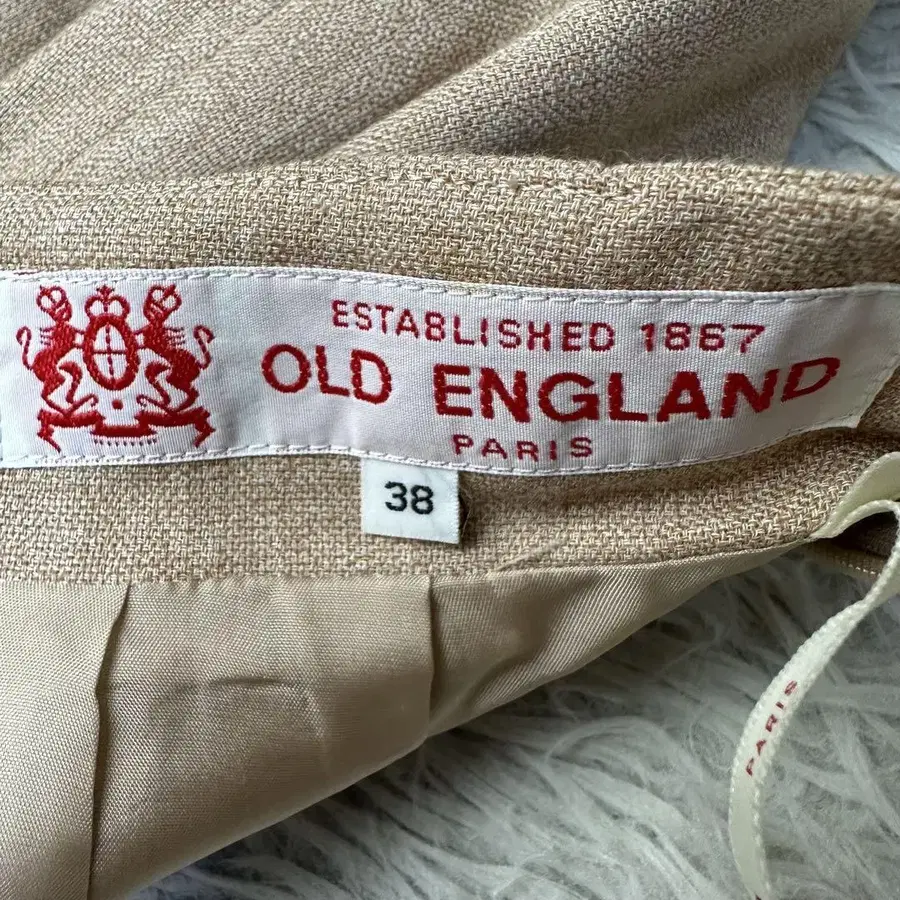 ESTABLISHED 1867
OLD ENGLAND
PARIS
38
PARIS